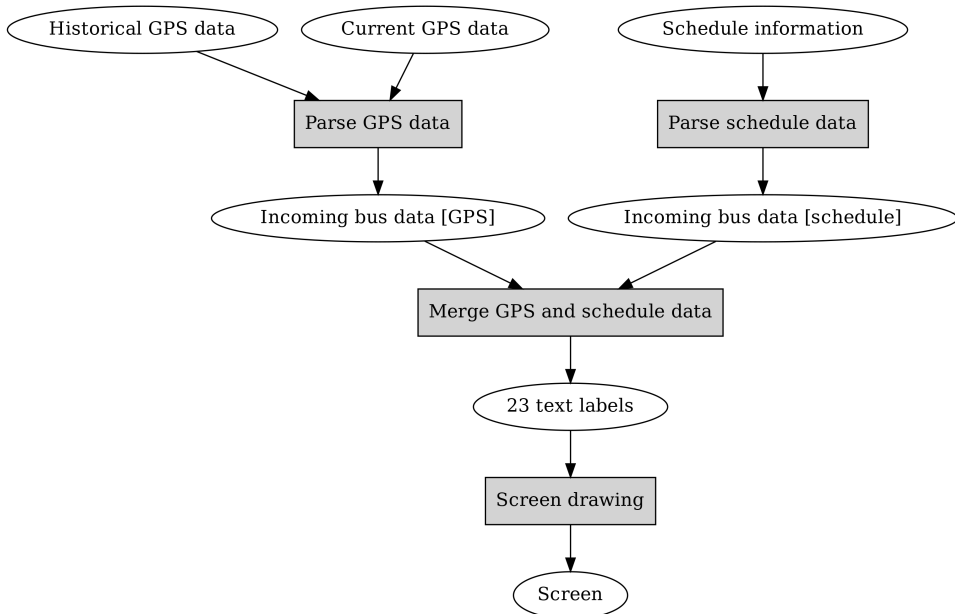 Historical GPS data
Current GPS data
Schedule information
Parse GPS data
Parse schedule data
Incoming bus data [GPS]
Incoming bus data [schedule]
Merge GPS and schedule data
23 text labels
Screen drawing
Screen